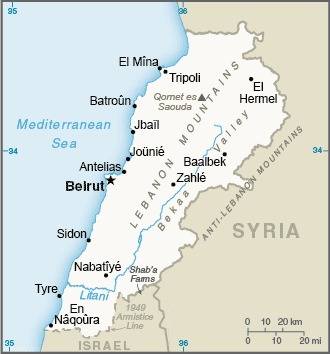 35
36
El Mîna
Tripoli
Qornet es
Saouda
El
Hermel
Batroûn
Mediterranean
Sea
Jbaïl
LEBANON MOUNTAINS
Bekaa Valley
34
34
Joûnié
Antelias
Beirut
Baalbek
Zahlé
ANTI-LEBANON MOUNTAINS
SYRIA
Sidon
Nabatîyé
Shab'a
Farms
Tyre
Litani
En
Nâqoûra
1949
Armistice
Line
ISRAEL
0 10 20 km
0 10 20 mi
35
36